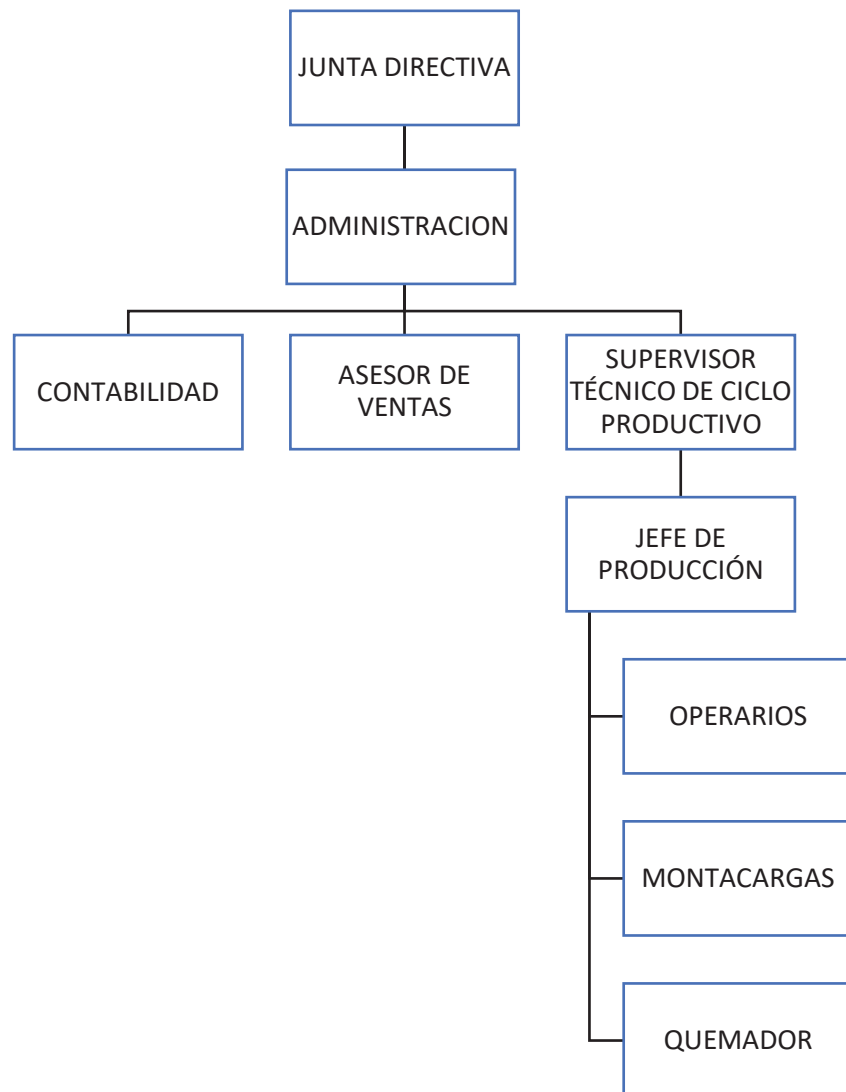 JUNTA DIRECTIVA
ADMINISTRACION
CONTABILIDAD
ASESOR DE
VENTAS
SUPERVISOR
TÉCNICO DE CICLO
PRODUCTIVO
JEFE DE
PRODUCCIÓN
OPERARIOS
MONTACARGAS
QUEMADOR